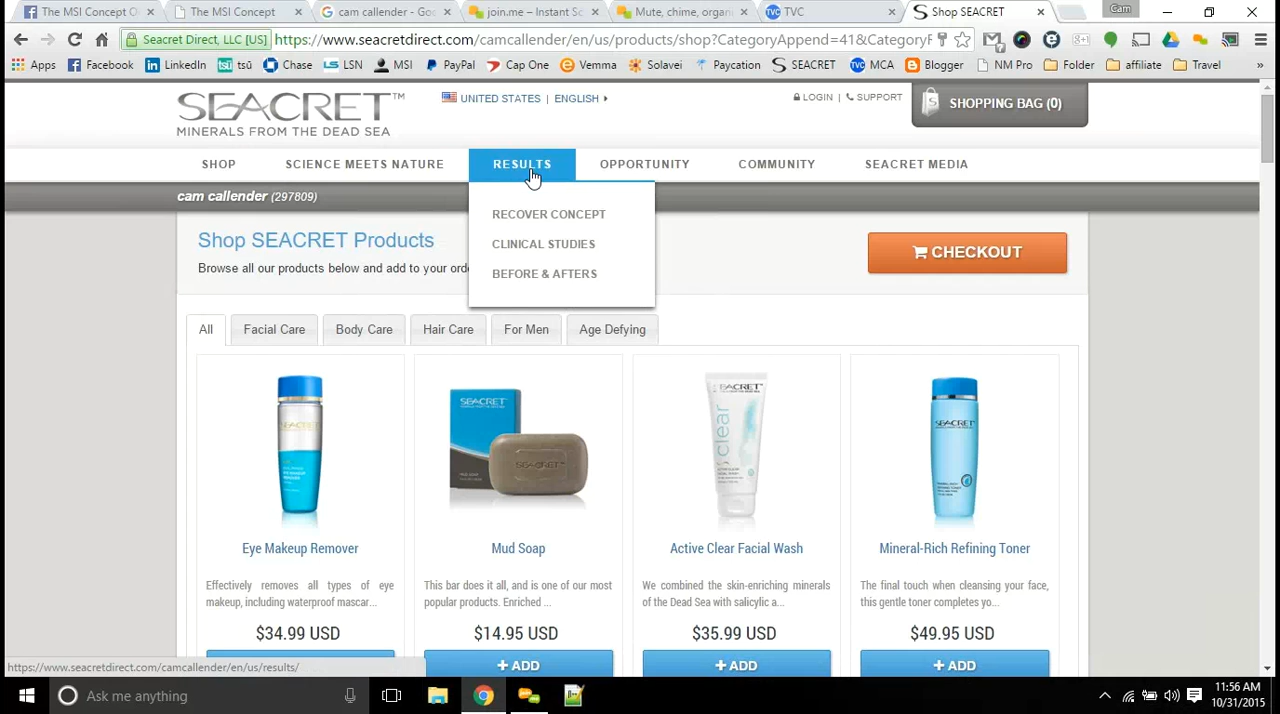 The MSI Concept O
The MSI Concept
cam callender - Goo
join.me – Instant Sc
Mute, chime, organi
TVC
Shop SEACRET
Cam
Seacret Direct, LLC [US]
https://www.seacretdirect.com/camcallender/en/us/products/shop?CategoryAppend=41&CategoryF
Apps
Facebook
LinkedIn
tsū
Chase
LSN
MSI
PayPal
Cap One
Vemma
Solavei
Paycation
SEACRET
MCA
Blogger
NM Pro
Folder
affiliate
Travel
»
SEACRET™
MINERALS FROM THE DEAD SEA
UNITED STATES | ENGLISH
LOGIN | SUPPORT
SHOPPING BAG (0)
SHOP
SCIENCE MEETS NATURE
RESULTS
OPPORTUNITY
COMMUNITY
SEACRET MEDIA
cam callender (297809)
RECOVER CONCEPT
CLINICAL STUDIES
BEFORE & AFTERS
Shop SEACRET Products
Browse all our products below and add to your orde
CHECKOUT
All
Facial Care
Body Care
Hair Care
For Men
Age Defying
SEACRET
SEACRET
MUD SOAP
SEACRET
clear
SEACRET
Eye Makeup Remover
Mud Soap
Active Clear Facial Wash
Mineral-Rich Refining Toner
Effectively removes all types of eye
makeup, including waterproof mascar...
This bar does it all, and is one of our most
popular products. Enriched ...
We combined the skin-enriching minerals
of the Dead Sea with salicylic a...
The final touch when cleansing your face,
this gentle toner completes yo...
$34.99 USD
$14.95 USD
$35.99 USD
$49.95 USD
https://www.seacretdirect.com/camcallender/en/us/results/
+ ADD
+ ADD
+ ADD
Ask me anything
11:56 AM
10/31/2015